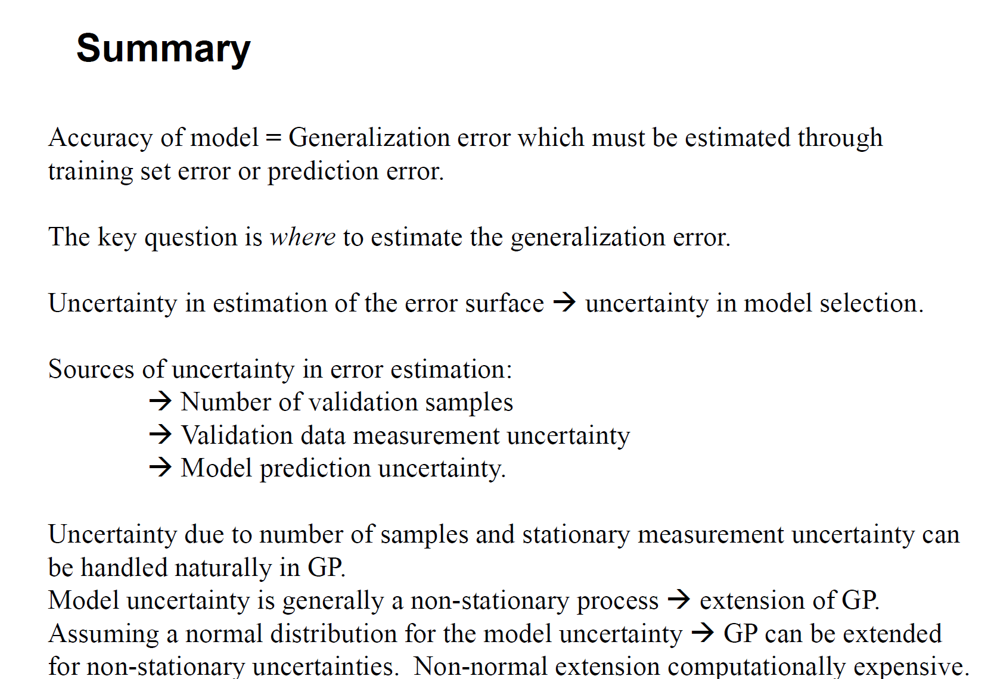 Summary
Accuracy of model = Generalization error which must be estimated through
training set error or prediction error.
The key question is where to estimate the generalization error.
Uncertainty in estimation of the error surface → uncertainty in model selection.
Sources of uncertainty in error estimation:
→ Number of validation samples
→ Validation data measurement uncertainty
→ Model prediction uncertainty.
Uncertainty due to number of samples and stationary measurement uncertainty can
be handled naturally in GP.
Model uncertainty is generally a non-stationary process → extension of GP.
Assuming a normal distribution for the model uncertainty → GP can be extended
for non-stationary uncertainties.  Non-normal extension computationally expensive.